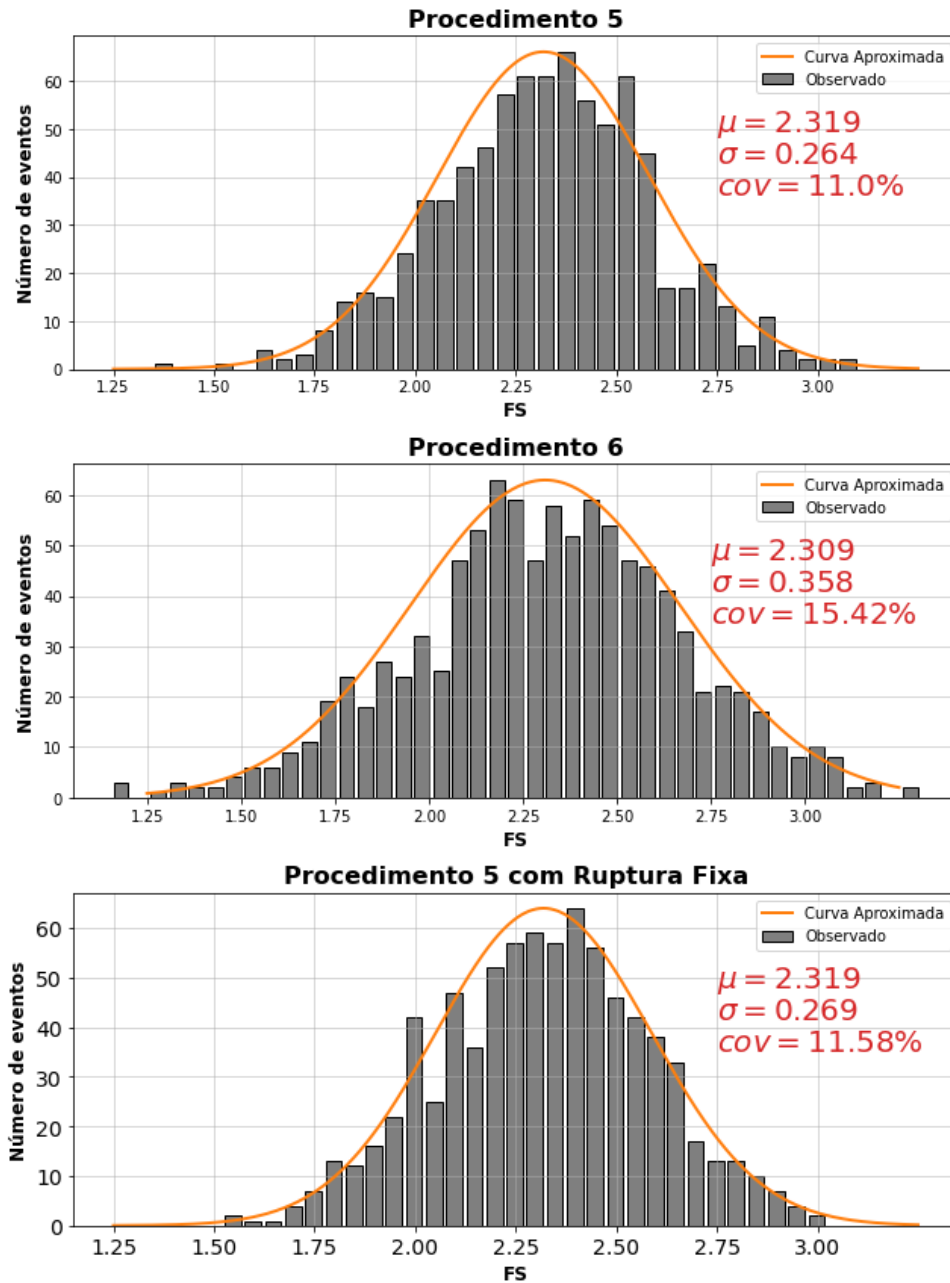 Procedimento 5
Número de eventos
60
50
40
30
20
10
0
Curva Aproximada
Observado
μ = 2.319
σ = 0.264
cov = 11.0%
1.25 1.50 1.75 2.00 2.25 2.50 2.75 3.00
FS
Procedimento 6
Número de eventos
60
50
40
30
20
10
0
Curva Aproximada
Observado
μ = 2.309
σ = 0.358
cov = 15.42%
1.25 1.50 1.75 2.00 2.25 2.50 2.75 3.00
FS
Procedimento 5 com Ruptura Fixa
Número de eventos
60
50
40
30
20
10
0
Curva Aproximada
Observado
μ = 2.319
σ = 0.269
cov = 11.58%
1.25 1.50 1.75 2.00 2.25 2.50 2.75 3.00
FS